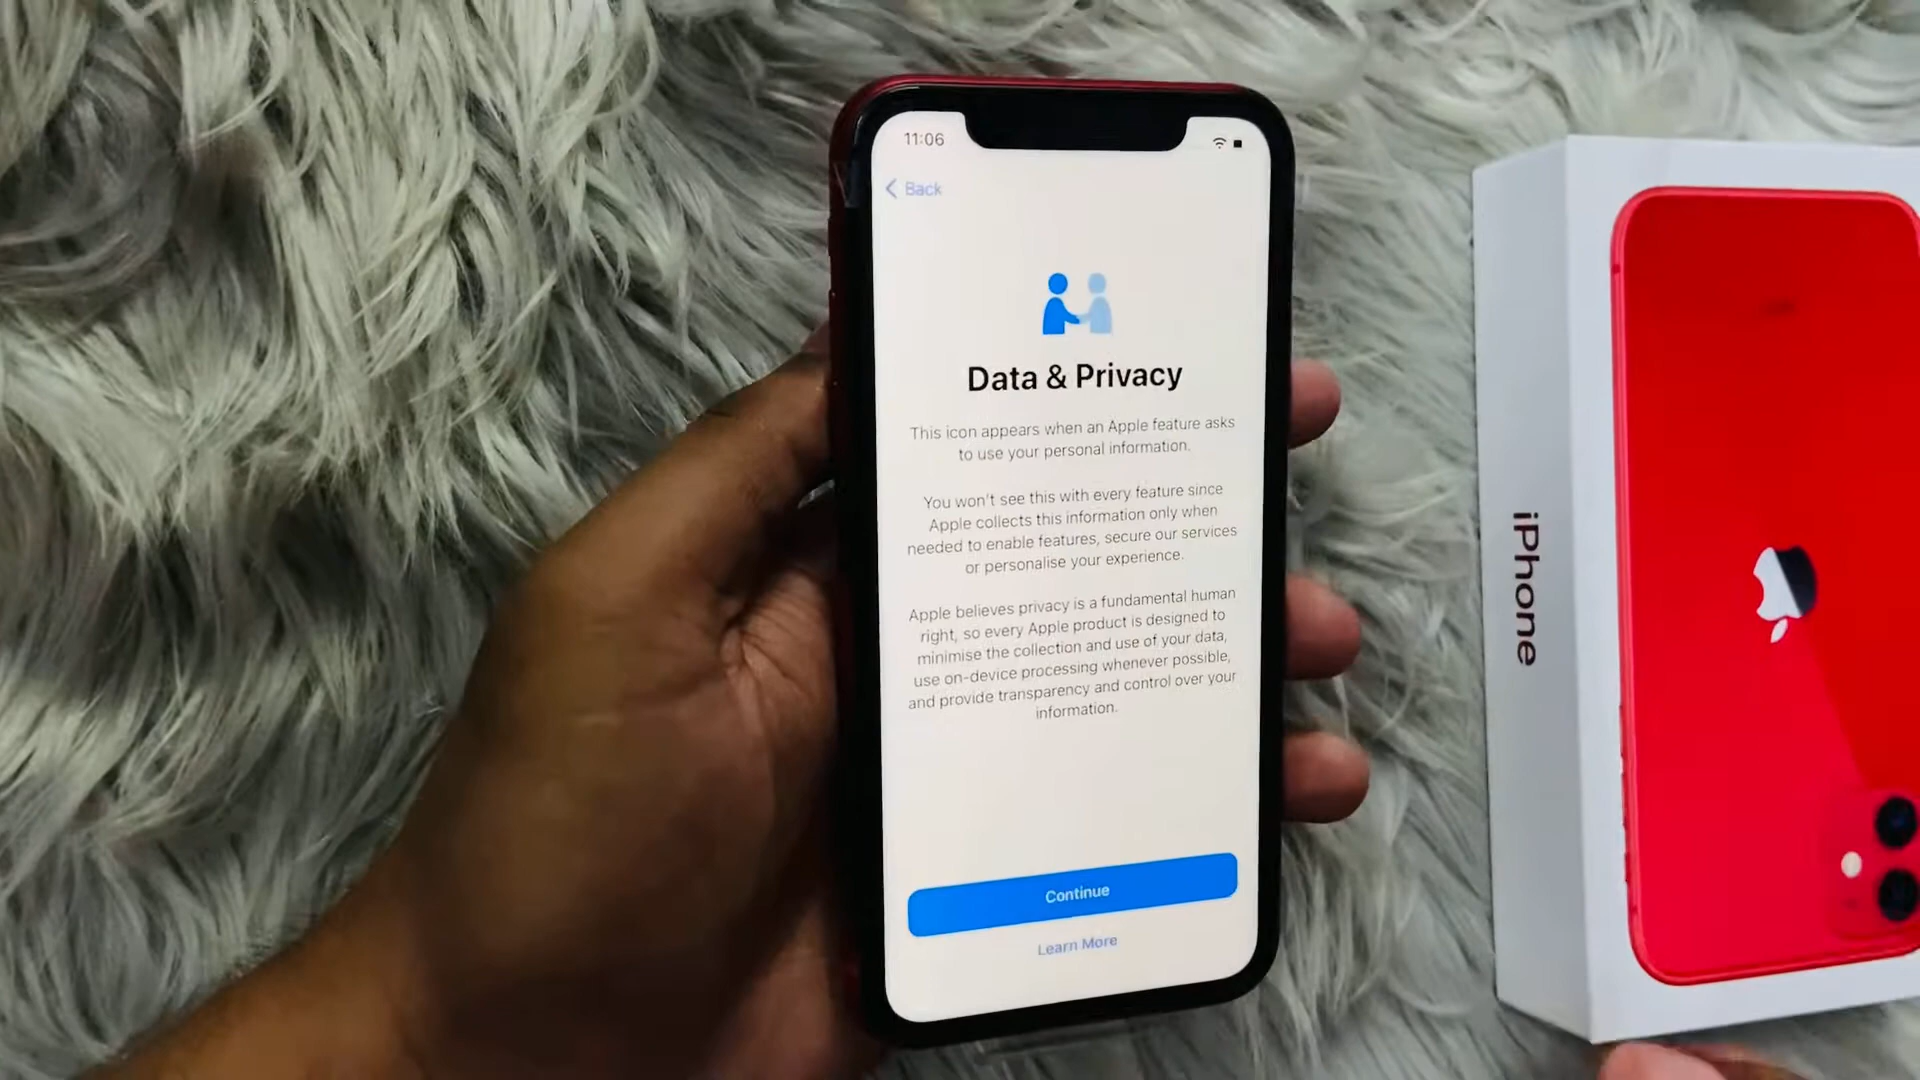 11:06
Back
Data & Privacy
This icon appears when an Apple feature asks
to use your personal information.
You won't see this with every feature since
Apple collects this information only when
needed to enable features, secure our services
or personalise your experience.
Apple believes privacy is a fundamental human
right, so every Apple product is designed to
minimise the collection and use of your data,
use on-device processing whenever possible,
and provide transparency and control over your
information.
Continue
Learn More
iPhone